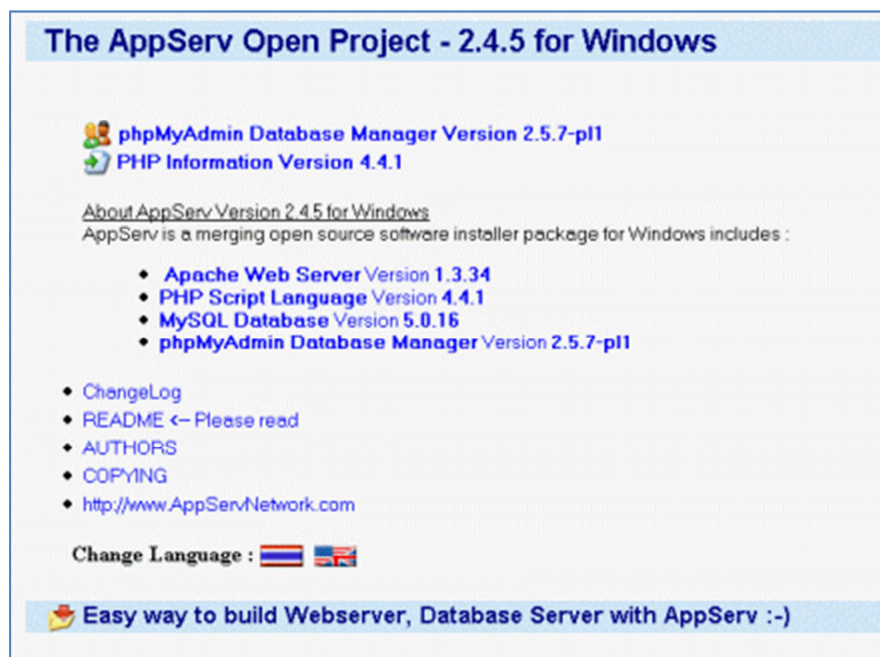 The AppServ Open Project - 2.4.5 for Windows
phpMyAdmin Database Manager Version 2.5.7-pl1
PHP Information Version 4.4.1
About AppServ Version 2.4.5 for Windows
AppServ is a merging open source software installer package for Windows includes :
Apache Web Server Version 1.3.34
PHP Script Language Version 4.4.1
MySQL Database Version 5.0.16
phpMyAdmin Database Manager Version 2.5.7-pl1
ChangeLog
README <-- Please read
AUTHORS
COPYING
http://www.AppServNetwork.com
Change Language :
Easy way to build Webserver, Database Server with AppServ :-)